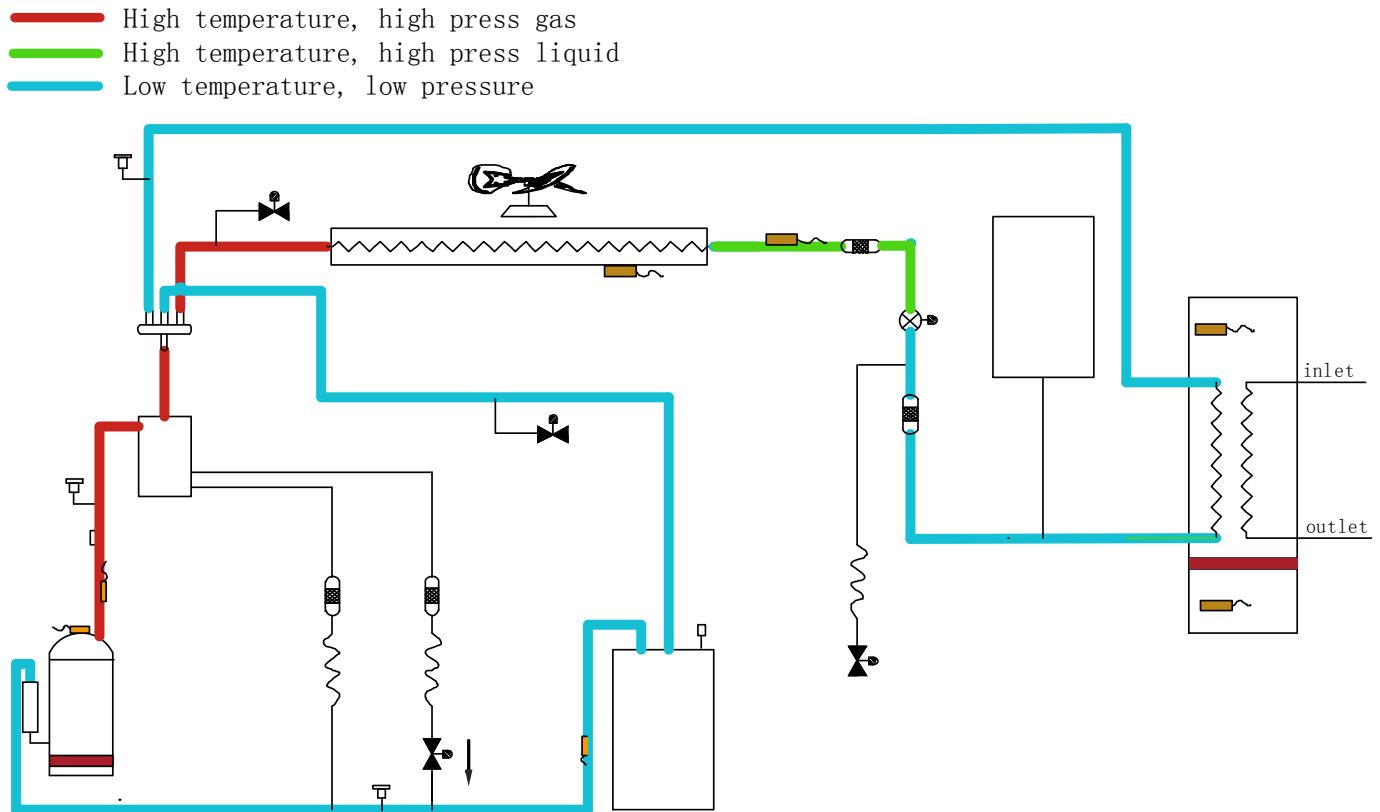 High temperature, high press gas
High temperature, high press liquid
Low temperature, low pressure
inlet
outlet